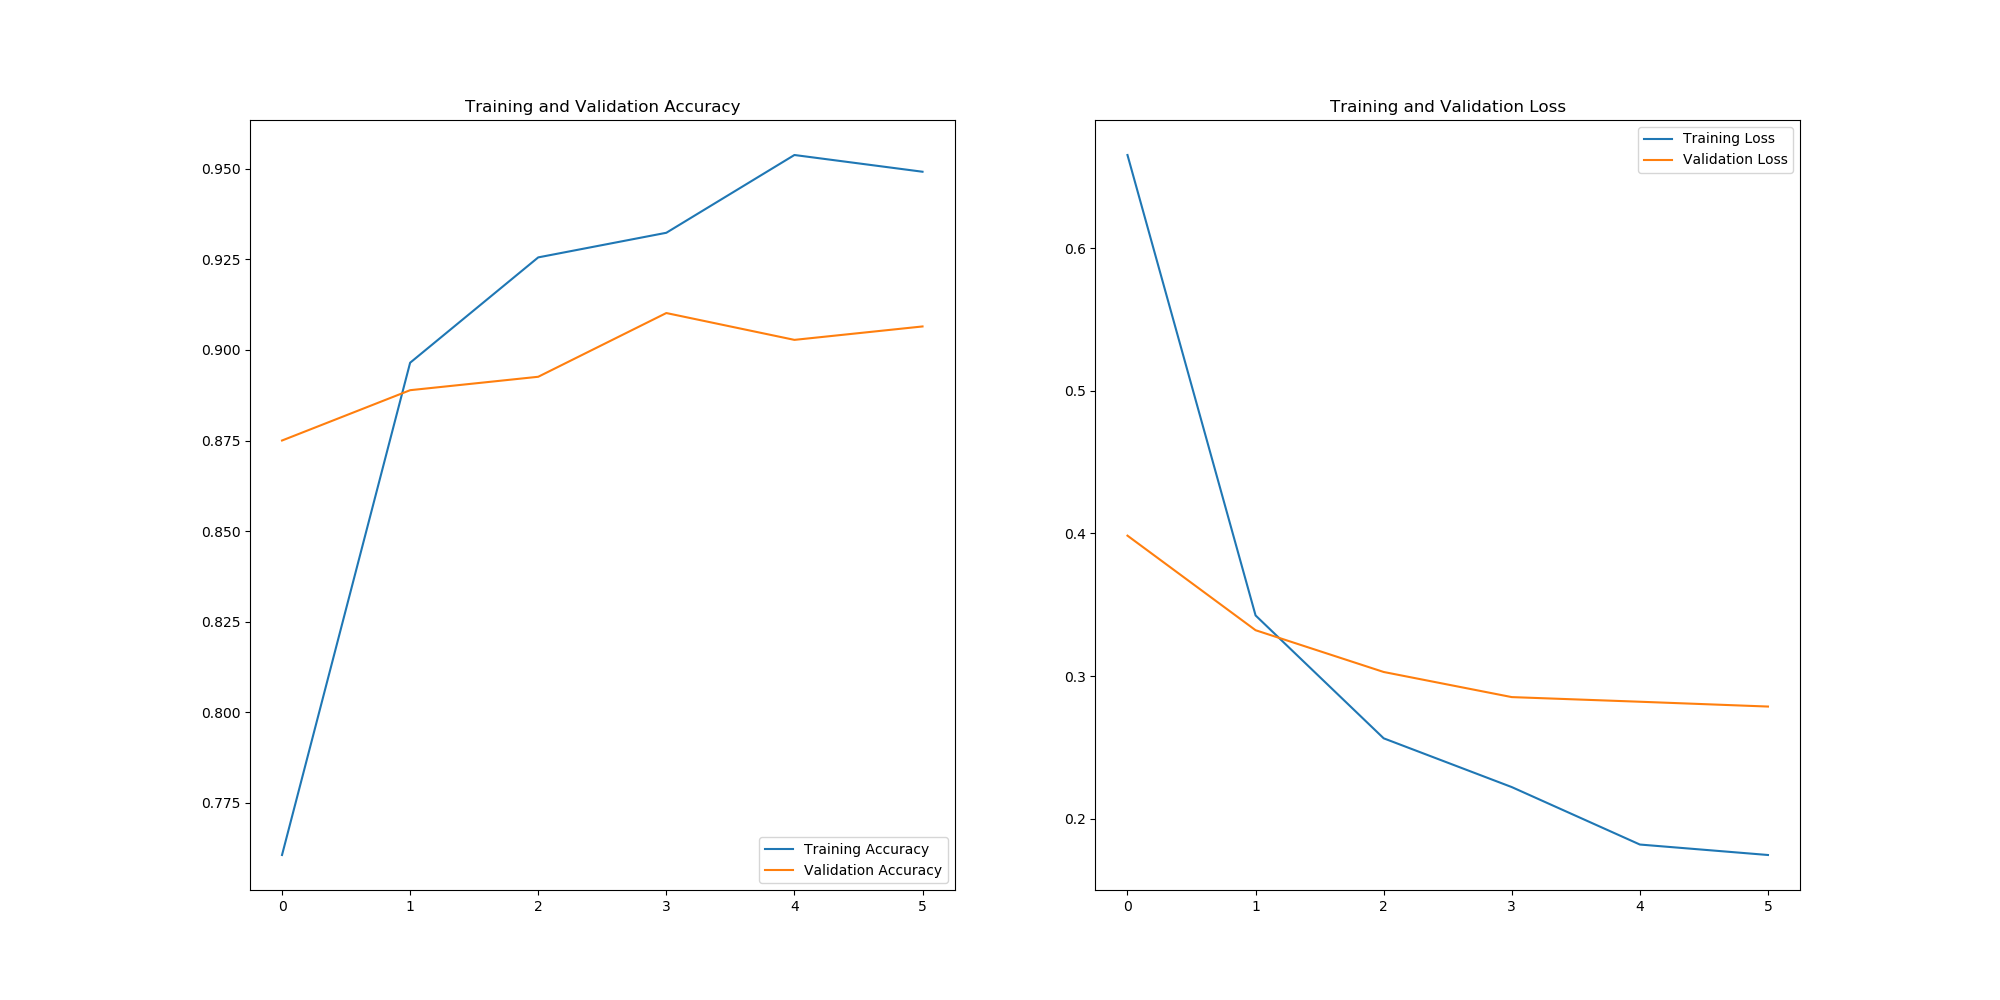 Training and Validation Accuracy
0.950
0.925
0.900
0.875
0.850
0.825
0.800
0.775
0 1 2 3 4 5
Training Accuracy
Validation Accuracy
Training and Validation Loss
Training Loss
Validation Loss
0.6
0.5
0.4
0.3
0.2
0 1 2 3 4 5